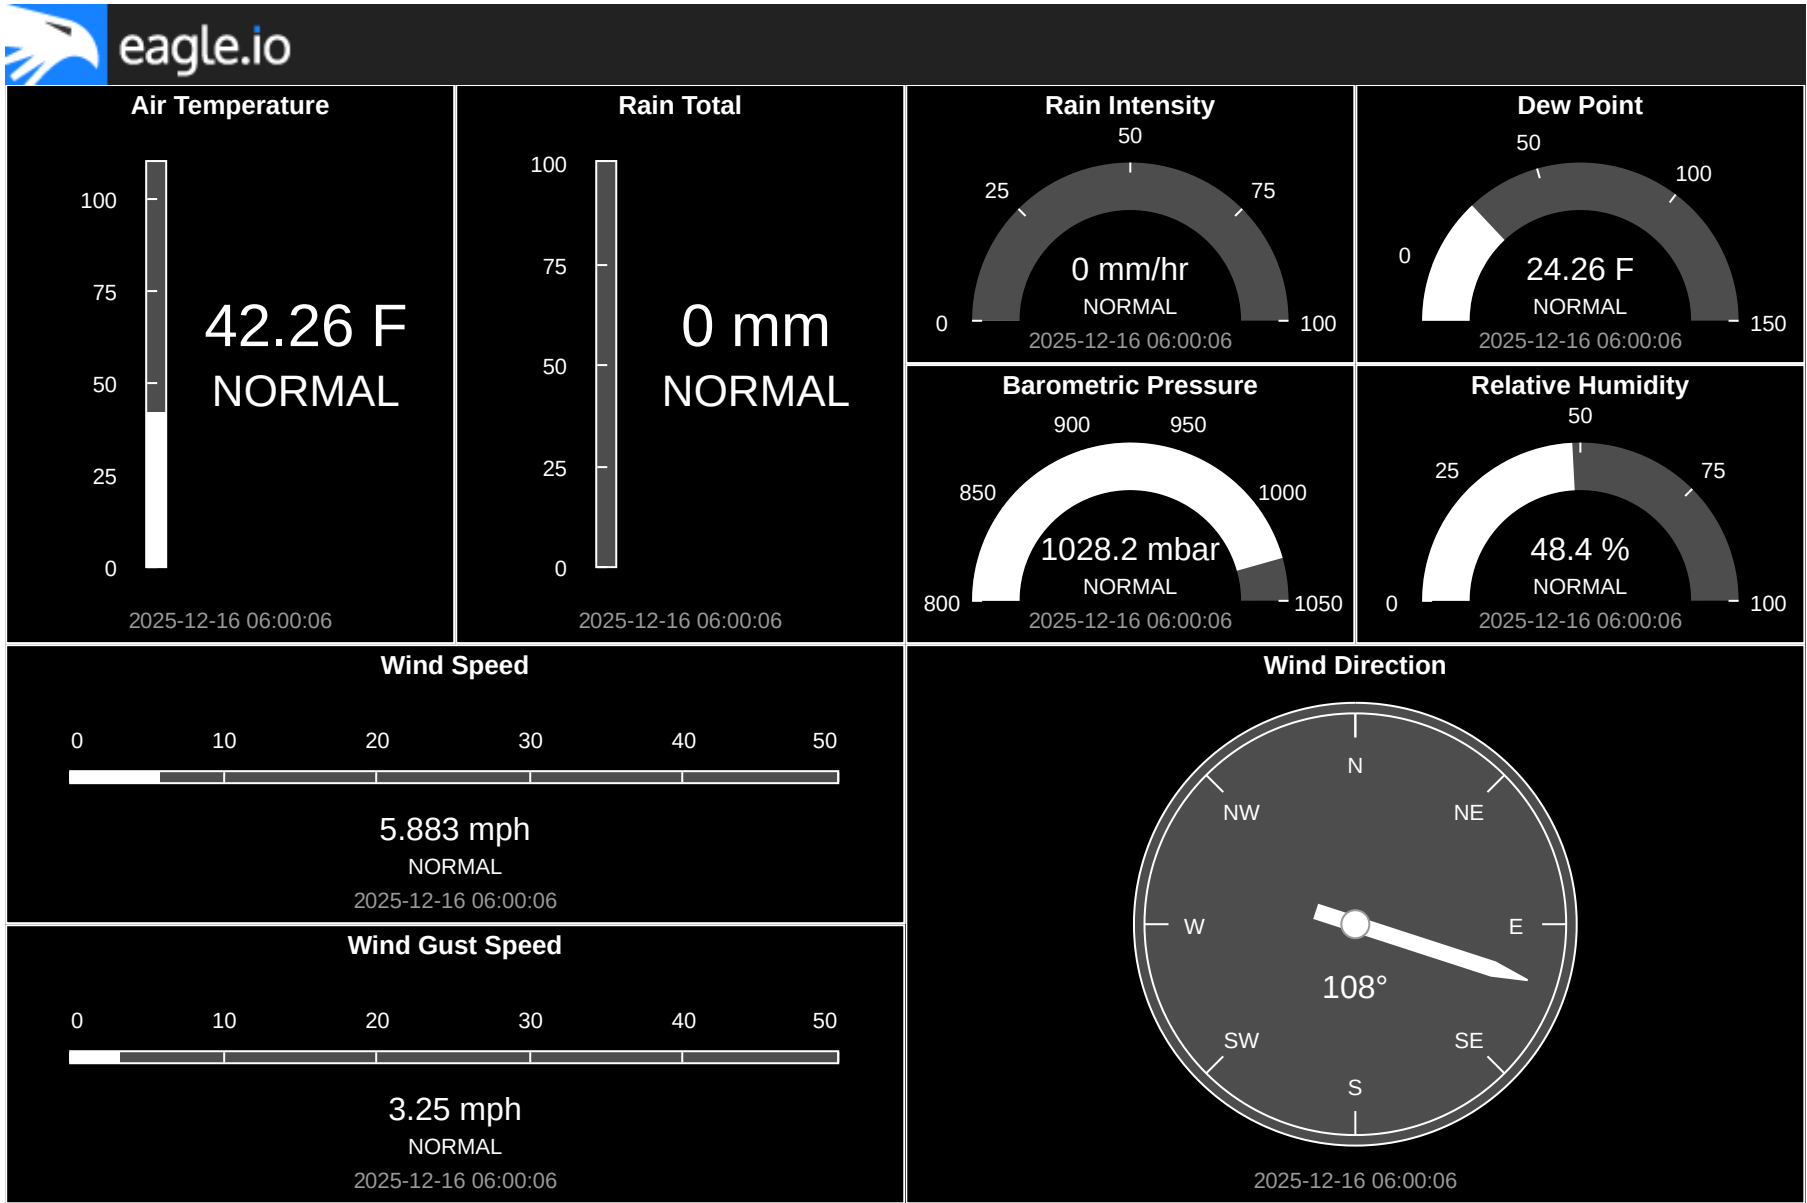 eagle.io
Air Temperature
100
75
50
25
0
42.26 F
NORMAL
2025-12-16 06:00:06
Rain Total
100
75
50
25
0
0 mm
NORMAL
2025-12-16 06:00:06
Rain Intensity
0
25
50
75
100
0 mm/hr
NORMAL
2025-12-16 06:00:06
Dew Point
0
50
100
150
24.26 F
NORMAL
2025-12-16 06:00:06
Barometric Pressure
800
850
900
950
1000
1050
1028.2 mbar
NORMAL
2025-12-16 06:00:06
Relative Humidity
0
25
50
75
100
48.4 %
NORMAL
2025-12-16 06:00:06
Wind Speed
0 10 20 30 40 50
5.883 mph
NORMAL
2025-12-16 06:00:06
Wind Gust Speed
0 10 20 30 40 50
3.25 mph
NORMAL
2025-12-16 06:00:06
Wind Direction
N
NW NE
W E
108°
SW SE
S
2025-12-16 06:00:06